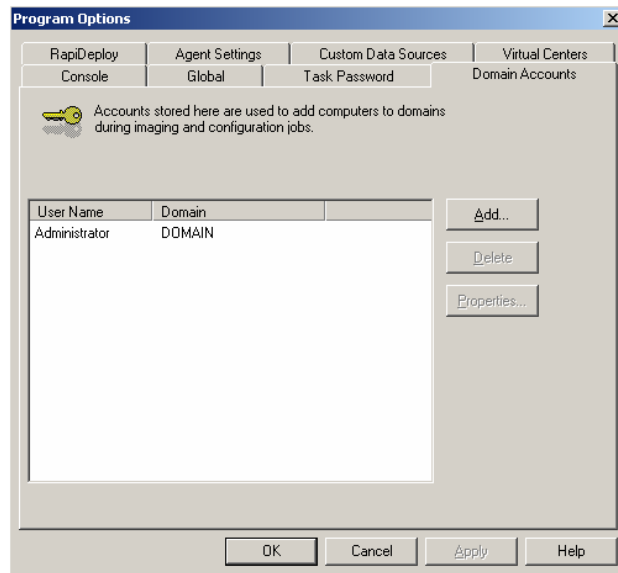 Program Options
RapiDeploy Agent Settings Custom Data Sources Virtual Centers
Console Global Task Password Domain Accounts
Accounts stored here are used to add computers to domains
during imaging and configuration jobs.
User Name Domain
Administrator DOMAIN
Add...
Delete
Properties...
OK Cancel Apply Help